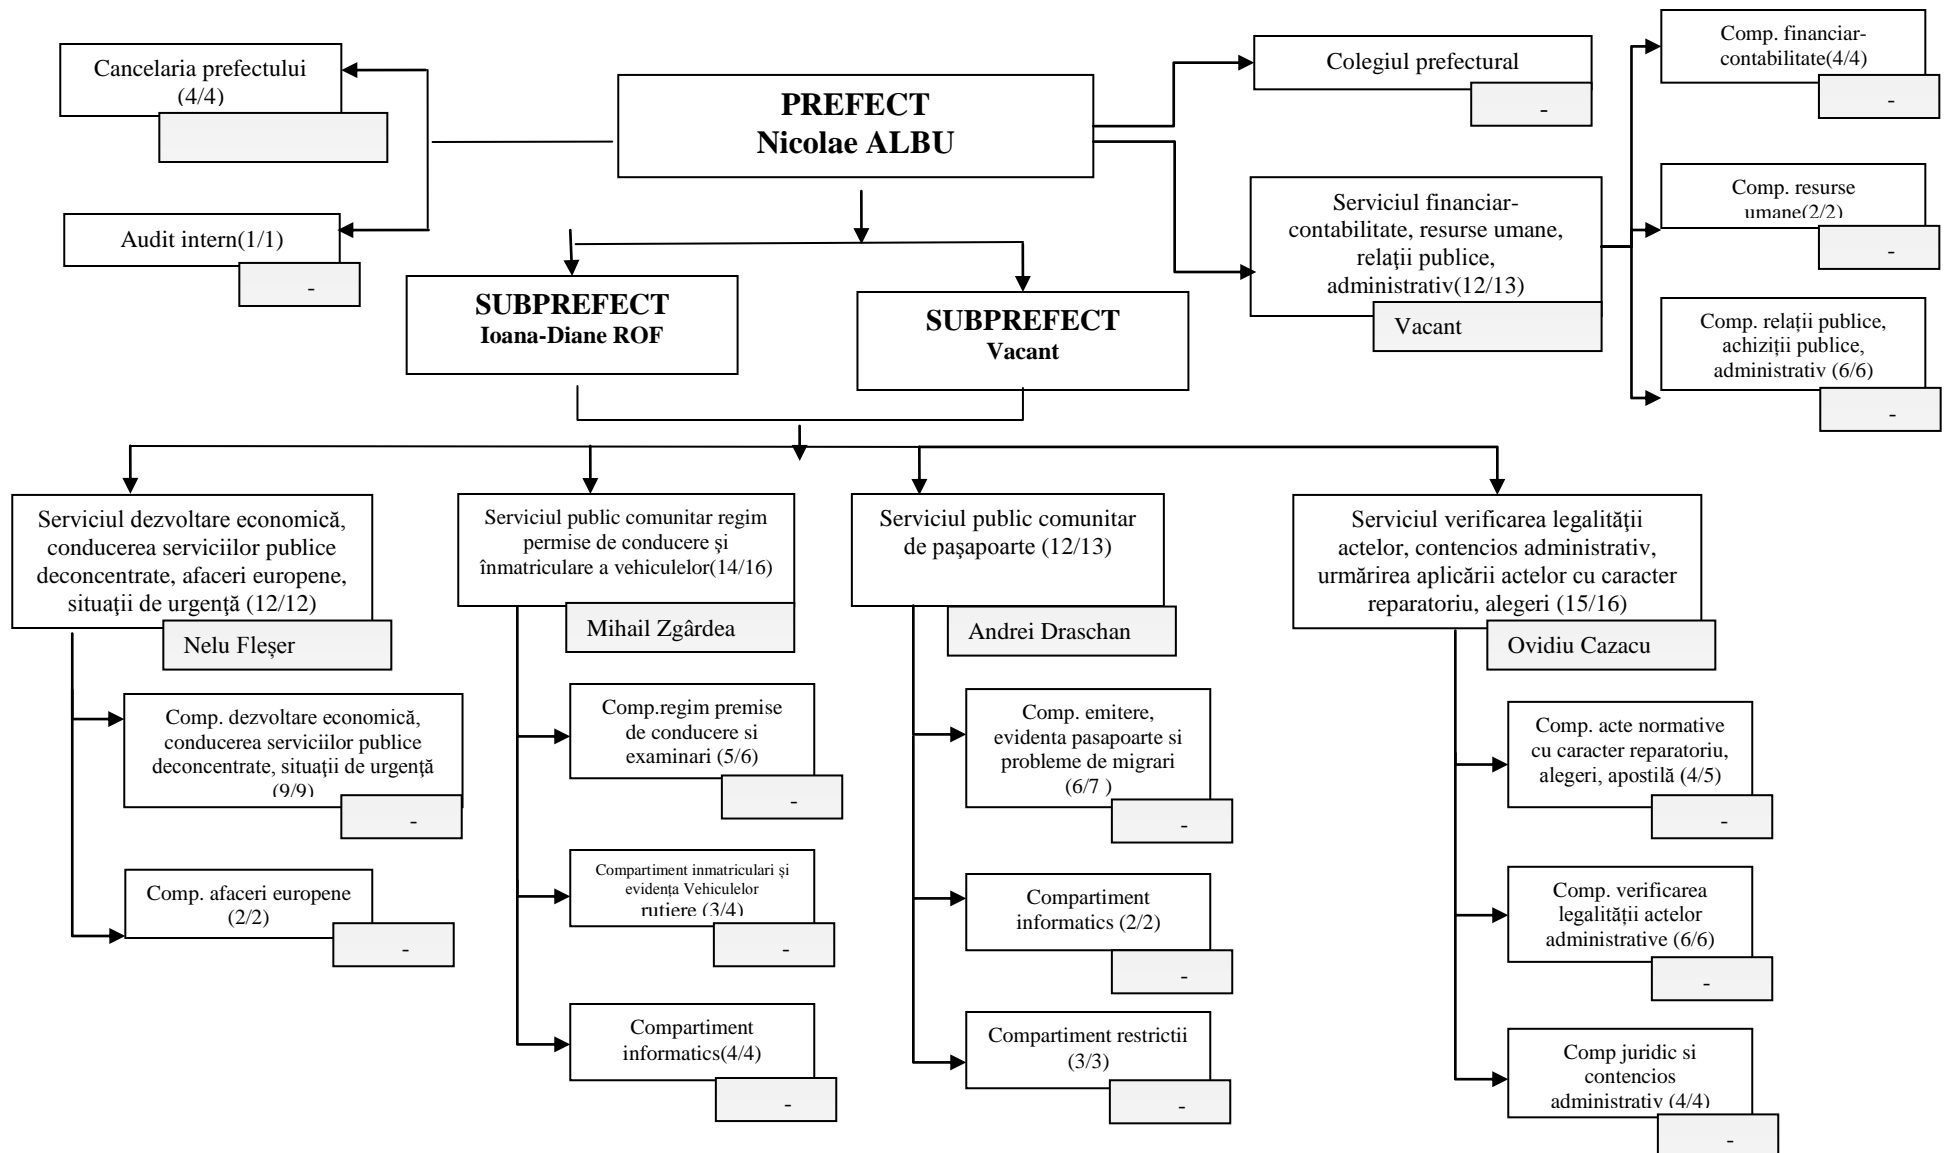 Cancelaria prefectului
(4/4)
PREFECT
Nicolae ALBU
Colegiul prefectural
-
Comp. financiar-
contabilitate(4/4)
-
Audit intern(1/1)
-
Serviciul financiar-
contabilitate, resurse umane,
relații publice,
administrativ(12/13)
Vacant
Comp. resurse
umane(2/2)
-
SUBPREFECT
Ioana-Diane ROF
SUBPREFECT
Vacant
Comp. relații publice,
achiziții publice,
administrativ (6/6)
-
Serviciul dezvoltare economică,
conducerea serviciilor publice
deconcentrate, afaceri europene,
situaţii de urgenţă (12/12)
Nelu Fleșer
Serviciul public comunitar regim
permise de conducere şi
înmatriculare a vehiculelor(14/16)
Mihail Zgârdea
Serviciul public comunitar
de paşapoarte (12/13)
Andrei Draschan
Serviciul verificarea legalităţii
actelor, contencios administrativ,
urmărirea aplicării actelor cu caracter
reparatoriu, alegeri (15/16)
Ovidiu Cazacu
Comp. dezvoltare economică,
conducerea serviciilor publice
deconcentrate, situaţii de urgenţă
(9/9)
-
Comp. afaceri europene
(2/2)
-
Comp.regim premise
de conducere si
examinari (5/6)
-
Compartiment inmatriculari și
evidența Vehiculelor
rutiere (3/4)
-
Compartiment
informatics(4/4)
-
Comp. emitere,
evidenta pasapoarte si
probleme de migrari
(6/7 )
-
Compartiment
informatics (2/2)
-
Compartiment restrictii
(3/3)
-
Comp. acte normative
cu caracter reparatoriu,
alegeri, apostilă (4/5)
-
Comp. verificarea
legalității actelor
administrative (6/6)
-
Comp juridic si
contencios
administrativ (4/4)
-